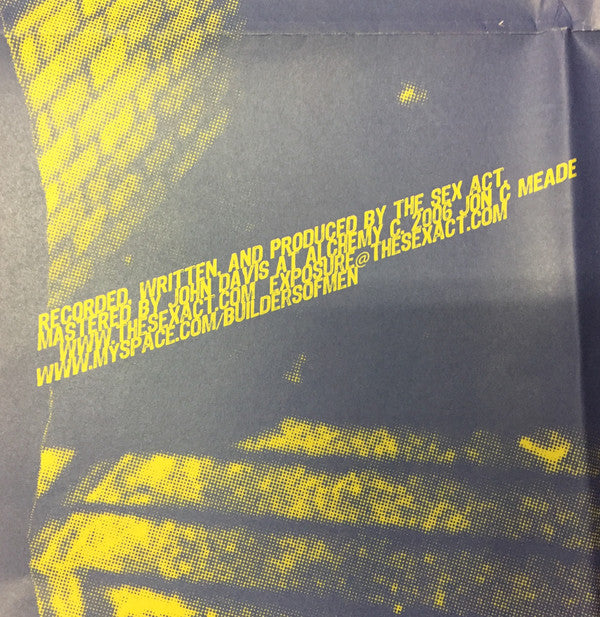 RECORDED, WRITTEN, AND PRODUCED BY THE SEX ACT.
MASTERED BY JOHN DAVIS AT ALCHEMY C. 2006 JON C MEADE
WWW.THESEXACT.COM EXPOSURE@THESEXACT.COM
WWW.MYSPACE.COM/BUILDERSOFMEN